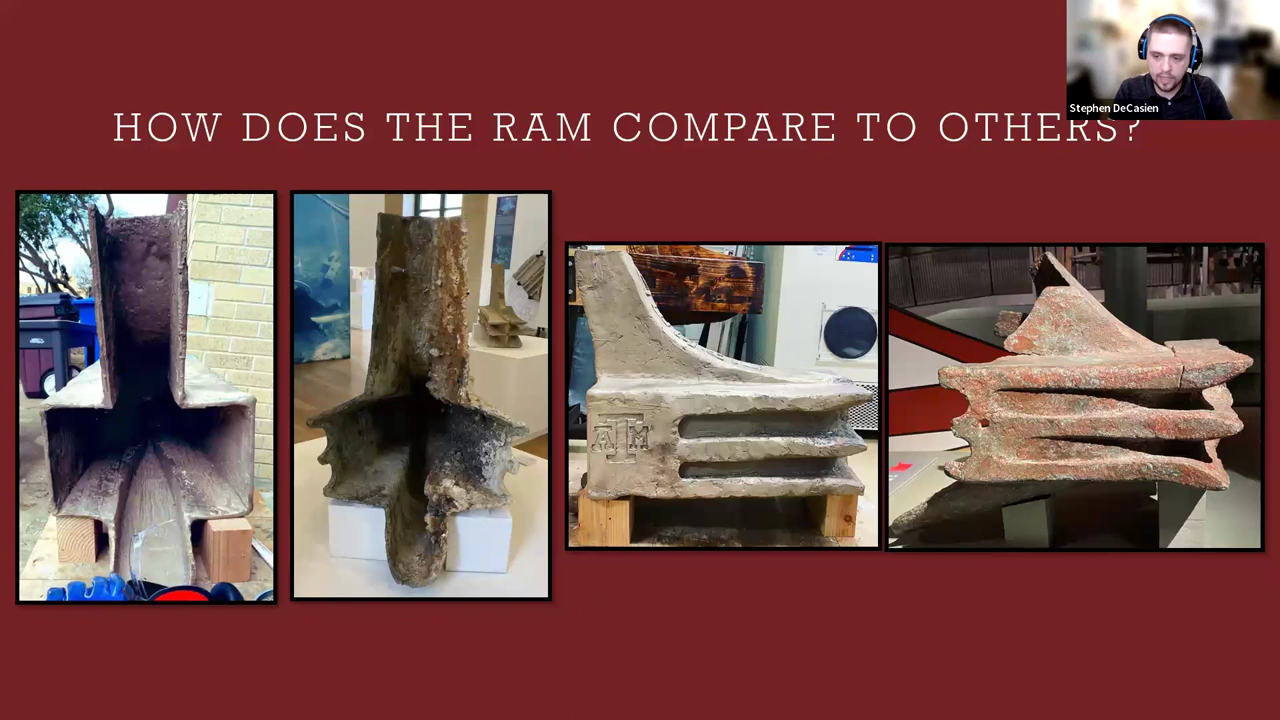 Stephen DeCasien
HOW DOES THE RAM COMPARE TO OTHERS?
ATM